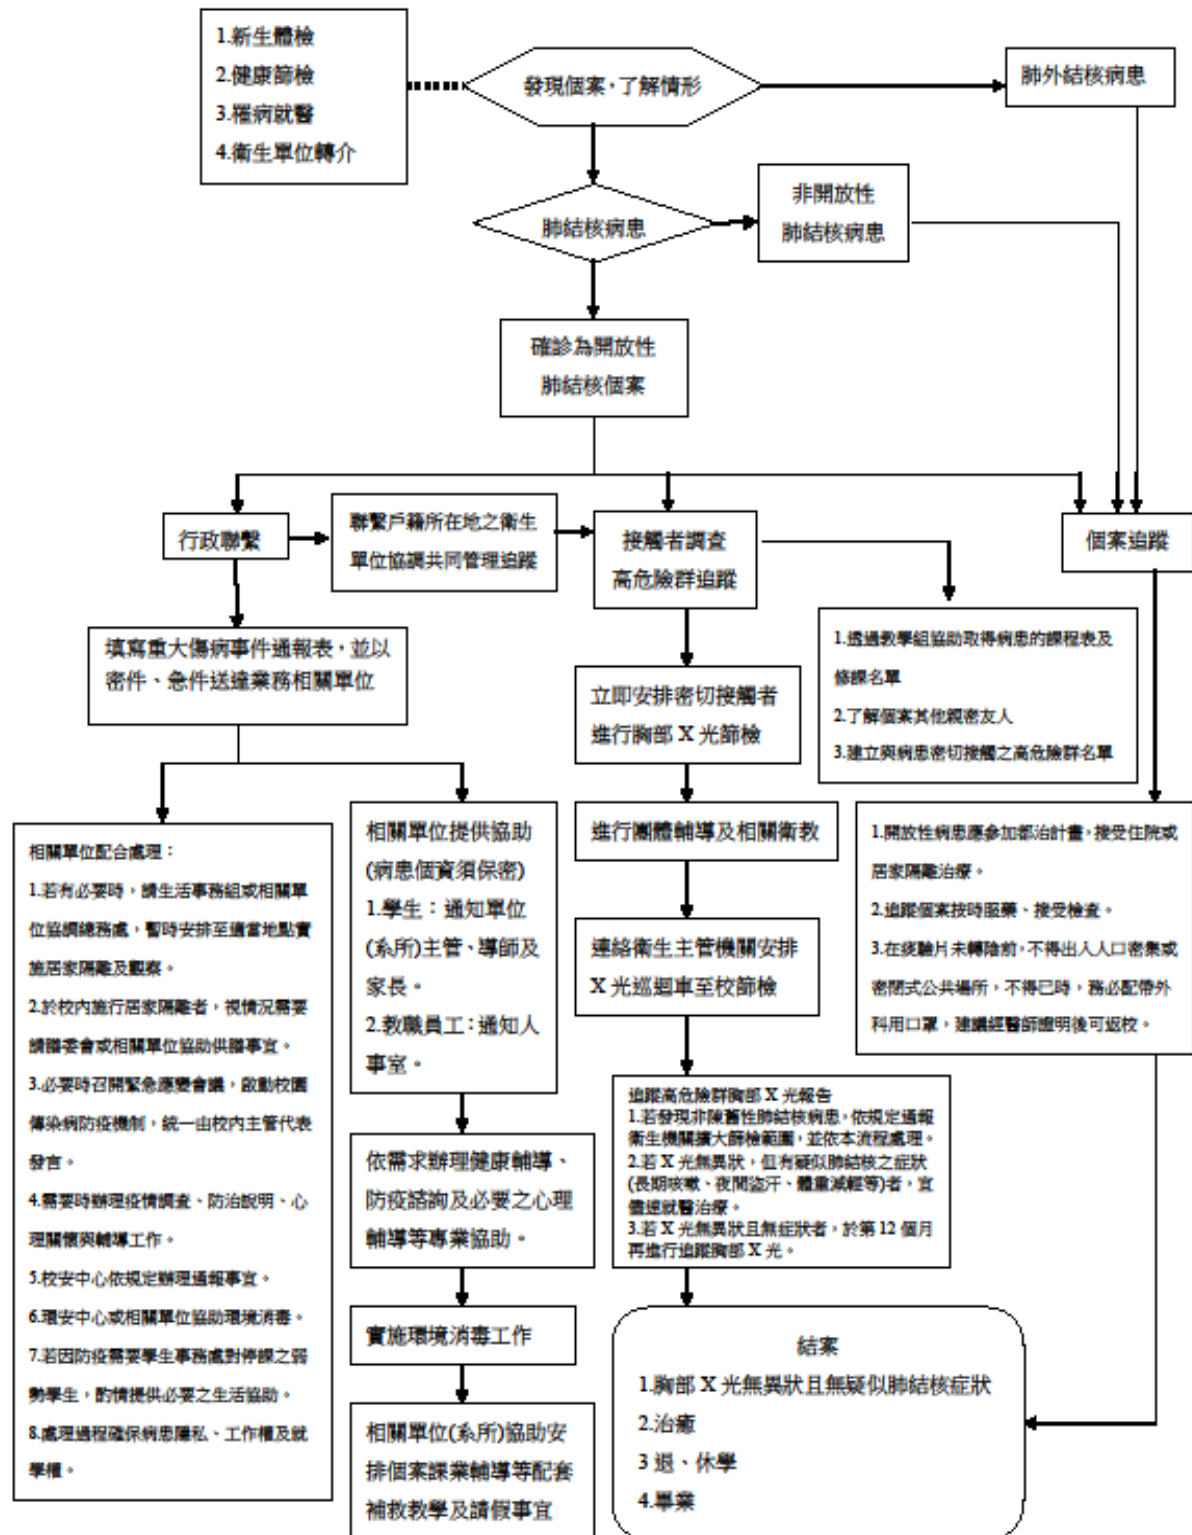 1.新生體檢
2.健康篩檢
3.罹病就醫
4.衛生單位轉介
發現個案，了解情形
肺外結核病患
肺結核病患
非開放性
肺結核病患
確診為開放性
肺結核個案
行政聯繫
聯繫戶籍所在地之衛生
單位協調共同管理追蹤
接觸者調查
高危險群追蹤
個案追蹤
填寫重大傷病事件通報表，並以
密件、急件送達業務相關單位
立即安排密切接觸者
進行胸部 X 光篩檢
1.透過教學組協助取得病患的課程表及
修課名單
2.了解個案其他親密友人
3.建立與病患密切接觸之高危險群名單
相關單位配合處理：
1.若有必要時，請生活事務組或相關單
位協調總務處，暫時安排至適當地點實
施居家隔離及觀察。
2.於校內施行居家隔離者，視情況需要
請膳委會或相關單位協助供膳事宜。
3.必要時召開緊急應變會議，啟動校園
傳染病防疫機制，統一由校內主管代表
發言。
4.需要時辦理疫情調查、防治說明、心
理關懷與輔導工作。
5.校安中心依規定辦理通報事宜。
6.環安中心或相關單位協助環境消毒。
7.若因防疫需要學生事務處對停課之弱
勢學生，酌情提供必要之生活協助。
8.處理過程確保病患隱私、工作權及就
學權。
相關單位提供協助
(病患個資須保密)
1.學生：通知單位
(系所)主管、導師及
家長。
2.教職員工：通知人
事室。
依需求辦理健康輔導、
防疫諮詢及必要之心理
輔導等專業協助。
實施環境消毒工作
相關單位(系所)協助安
排個案課業輔導等配套
補救教學及請假事宜
進行團體輔導及相關衛教
連絡衛生主管機關安排
X 光巡迴車至校篩檢
追蹤高危險群胸部 X 光報告
1.若發現非陳舊性肺結核病患，依規定通報
衛生機關擴大篩檢範圍，並依本流程處理。
2.若 X 光無異狀，但有疑似肺結核之症狀
(長期咳嗽、夜間盜汗、體重減輕等)者，宜
儘速就醫治療。
3.若 X 光無異狀且無症狀者，於第 12 個月
再進行追蹤胸部 X 光。
1.開放性病患應參加都治計畫，接受住院或
居家隔離治療。
2.追蹤個案按時服藥、接受檢查。
3.在痰驗片未轉陰前，不得出入人口密集或
密閉式公共場所，不得已時，務必配帶外
科用口罩，建議經醫師證明後可返校。
結案
1.胸部 X 光無異狀且無疑似肺結核症狀
2.治癒
3 退、休學
4.畢業